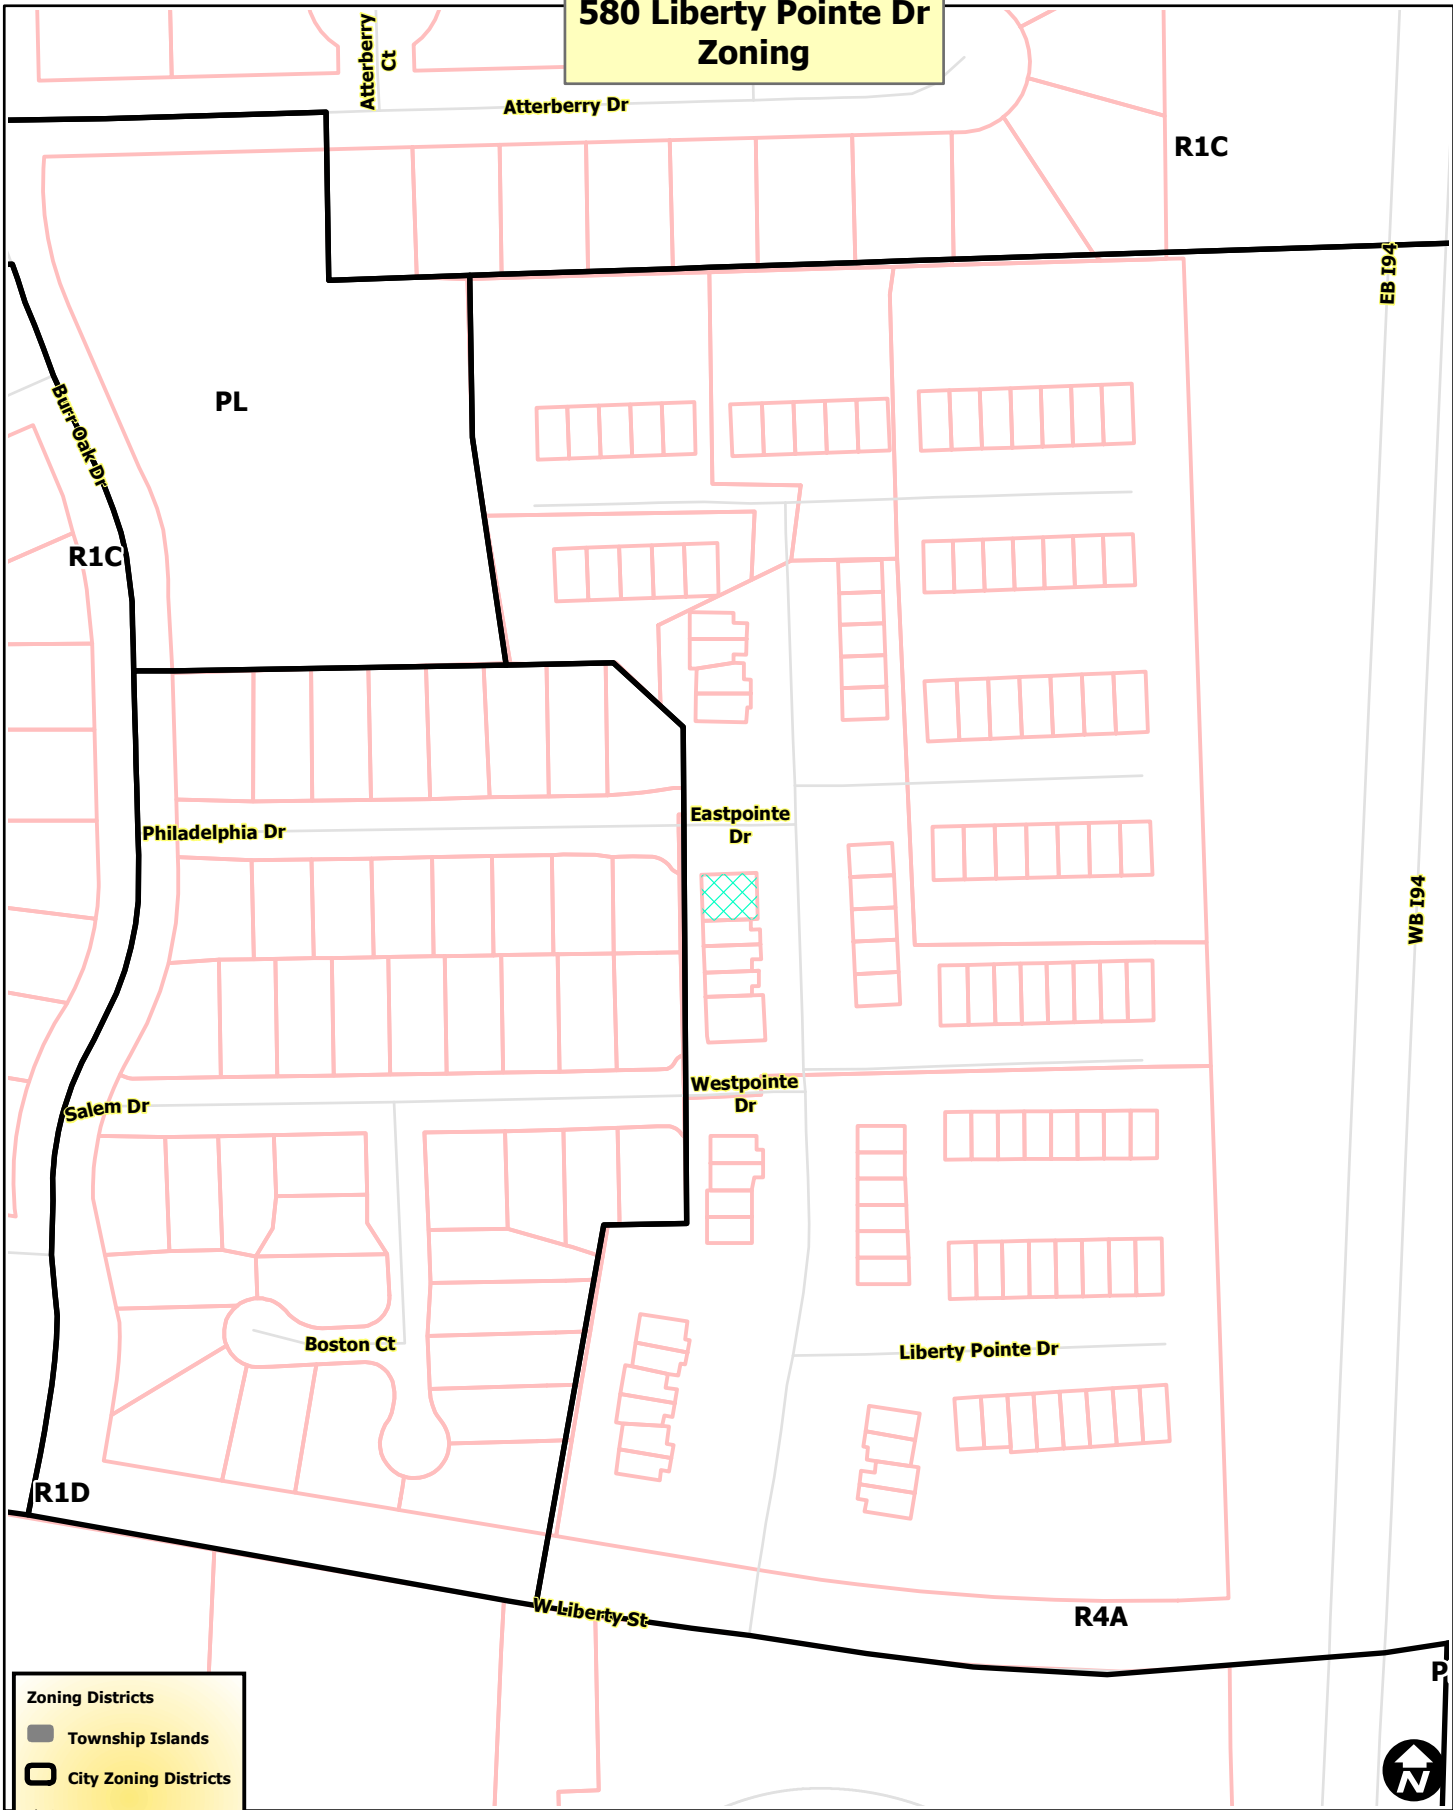 580 Liberty Pointe Dr
Zoning
Atterberry
Ct
Atterberry Dr
R1C
EB I94
PL
Burr Oak Dr
R1C
Eastpointe
Dr
Philadelphia Dr
WB I94
Westpointe
Dr
Salem Dr
Boston Ct
Liberty Pointe Dr
R1D
W Liberty St
R4A
P
Zoning Districts
Township Islands
City Zoning Districts
N